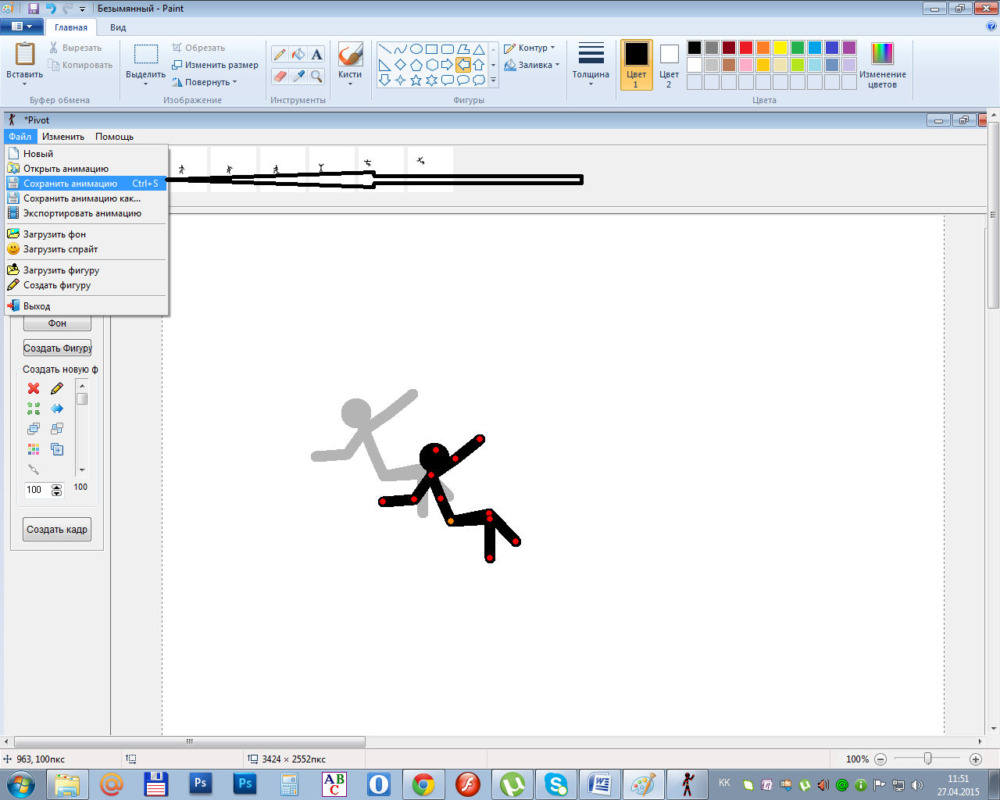 Безымянный - Paint
Главная
Вид
Вставить
Вырезать
Копировать
Буфер обмена
Выделить
Обрезать
Изменить размер
Повернуть
Изображение
A
Инструменты
Кисти
Контур
Заливка
Фигуры
Толщина
Цвет 1
Цвет 2
Изменение цветов
Цвета
*Pivot
Файл
Изменить
Помощь
Новый
Открыть анимацию
Сохранить анимацию Ctrl+S
Сохранить анимацию как...
Экспортировать анимацию
Загрузить фон
Загрузить спрайт
Загрузить фигуру
Создать фигуру
Выход
Фон
Создать Фигуру
Создать новую ф
100
100
Создать кадр
963, 100пкс
3424 × 2552пкс
100%
Ps
Ps
AB
C
KK
11:51
27.04.2015